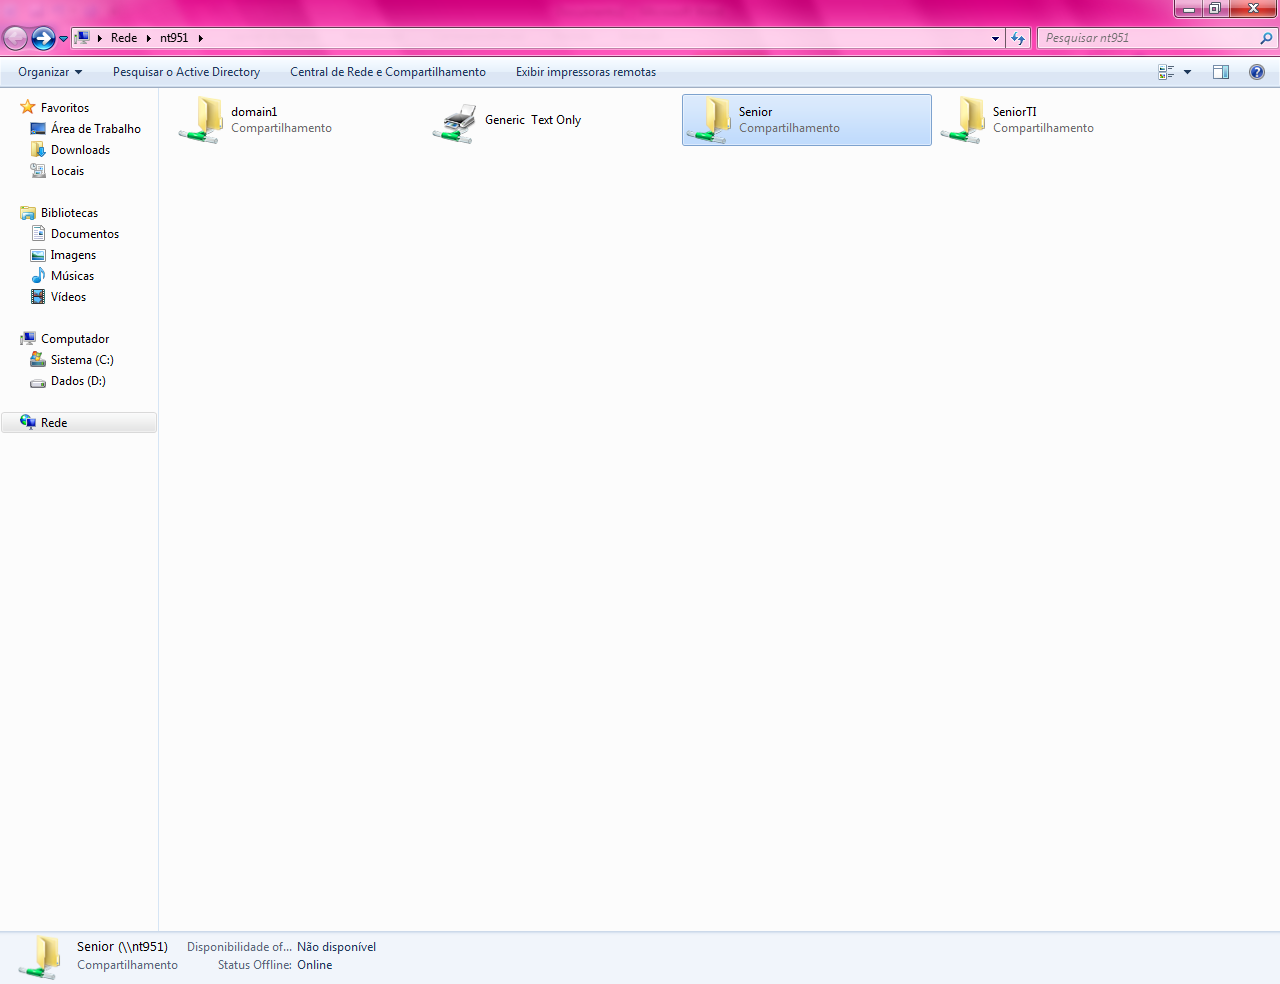 Rede nt951
Pesquisar nt951
Organizar Pesquisar o Active Directory Central de Rede e Compartilhamento Exibir impressoras remotas
Favoritos
Área de Trabalho
Downloads
Locais
Bibliotecas
Documentos
Imagens
Músicas
Vídeos
Computador
Sistema (C:)
Dados (D:)
Rede
domain1
Compartilhamento
Generic Text Only
Senior
Compartilhamento
SeniorTI
Compartilhamento
Senior (\\nt951) Disponibilidade of... Não disponível
Compartilhamento Status Offline: Online